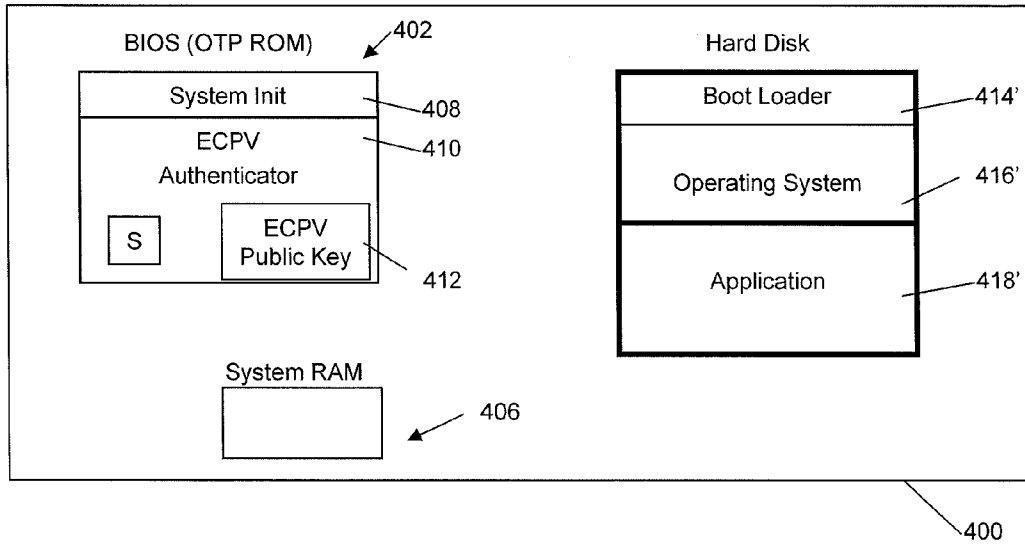 BIOS (OTP ROM)
402
Hard Disk
System Init
408
Boot Loader
414'
ECPV
410
Authenticator
Operating System
416'
S
ECPV
Public Key
412
Application
418'
System RAM
406
400